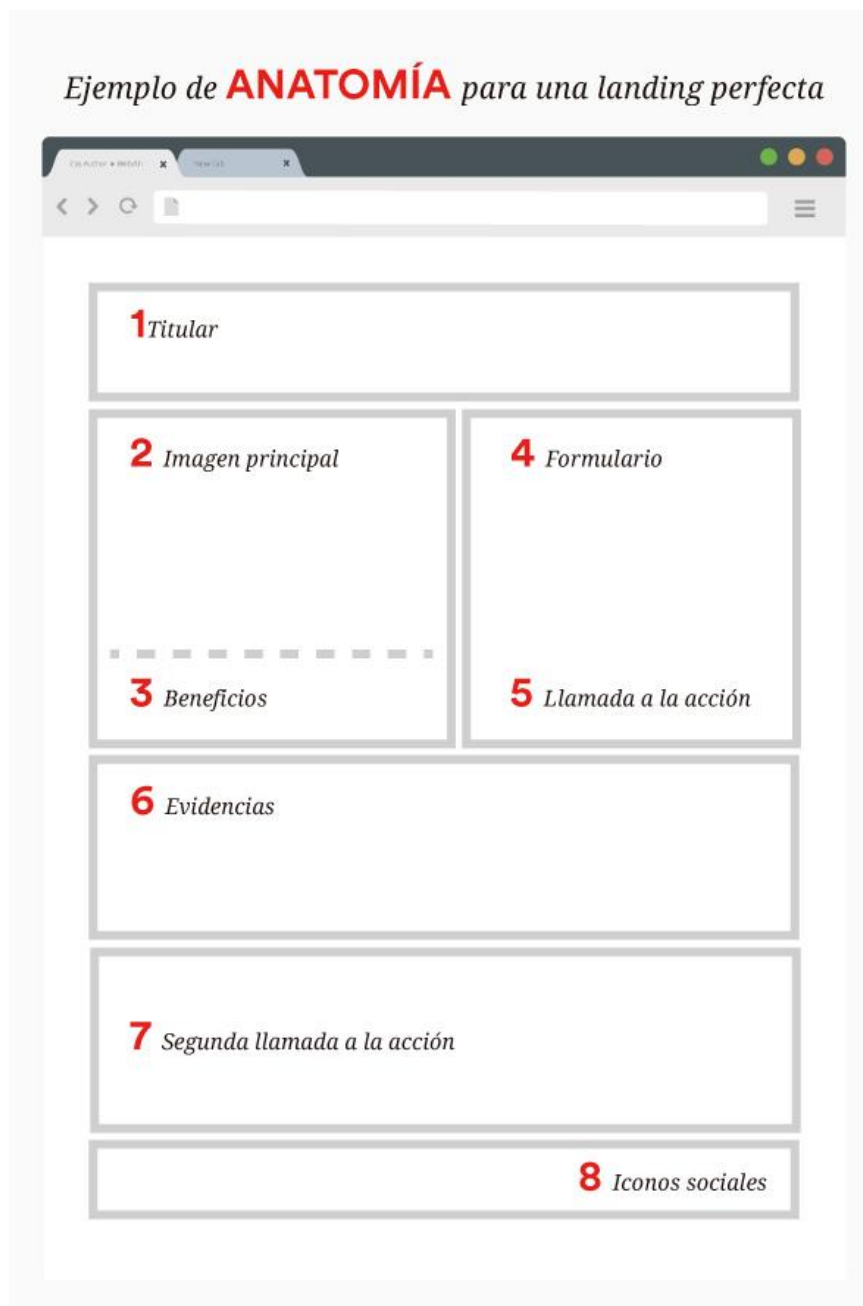 Ejemplo de ANATOMÍA para una landing perfecta
1 Titular
2 Imagen principal
4 Formulario
3 Beneficios
5 Llamada a la acción
6 Evidencias
7 Segunda llamada a la acción
8 Iconos sociales